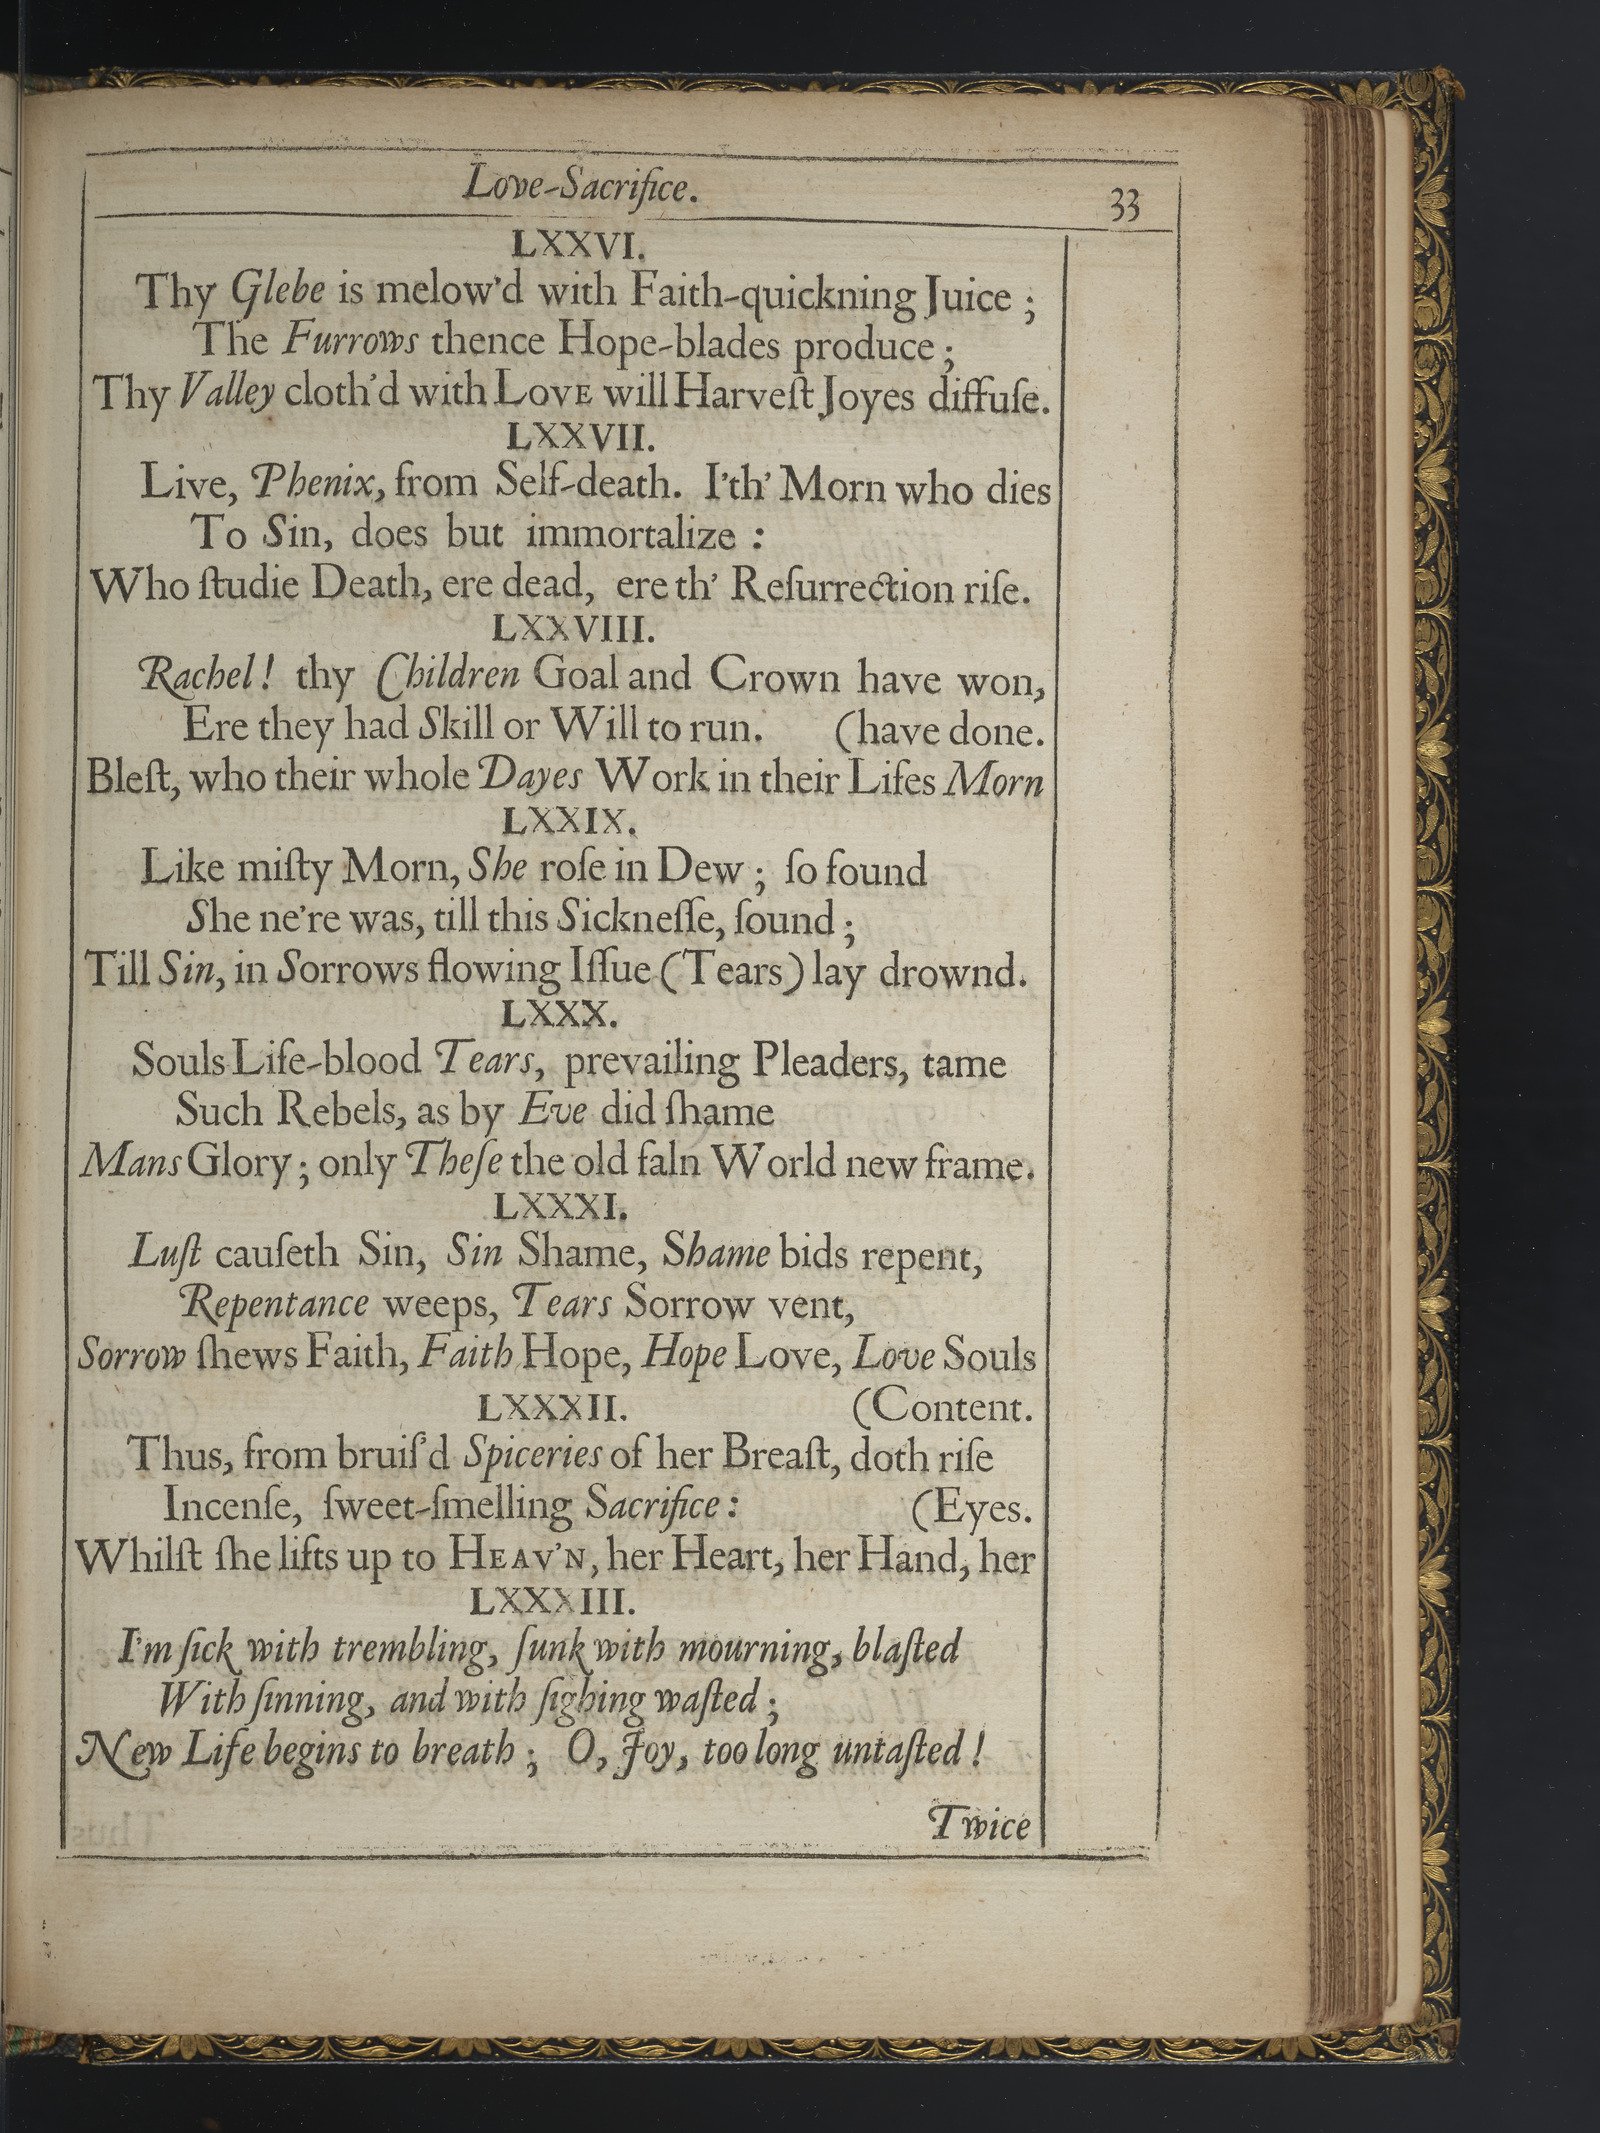 Love-Sacrifice.
33
LXXVI.
Thy Glebe is melow'd with Faith-quickning Juice ;
The Furrows thence Hope-blades produce ;
Thy Valley cloth'd with LOVE will Harveſt Joyes diffuſe.
LXXVII.
Live, Phenix, from Self-death. I'th' Morn who dies
To Sin, does but immortalize :
Who ſtudie Death, ere dead, ere th' Reſurrection riſe.
LXXVIII.
Rachel! thy Children Goal and Crown have won,
Ere they had Skill or Will to run. (have done.
Bleſt, who their whole Dayes Work in their Lifes Morn
LXXIX.
Like miſty Morn, She roſe in Dew ; ſo found
She ne're was, till this Sickneſſe, ſound ;
Till Sin, in Sorrows flowing Iſſue (Tears) lay drownd.
LXXX.
Souls Life-blood Tears, prevailing Pleaders, tame
Such Rebels, as by Eve did ſhame
Mans Glory ; only Theſe the old faln World new frame.
LXXXI.
Luſt cauſeth Sin, Sin Shame, Shame bids repent,
Repentance weeps, Tears Sorrow vent,
Sorrow ſhews Faith, Faith Hope, Hope Love, Love Souls
LXXXII. (Content.
Thus, from bruiſ'd Spiceries of her Breaſt, doth riſe
Incenſe, ſweet-ſmelling Sacrifice : (Eyes.
Whilſt ſhe lifts up to HEAV'N, her Heart, her Hand, her
LXXXIII.
I'm ſick with trembling, ſunk with mourning, blaſted
With ſinning, and with ſighing waſted ;
New Life begins to breath ; O, Joy, too long untaſted !
Twice